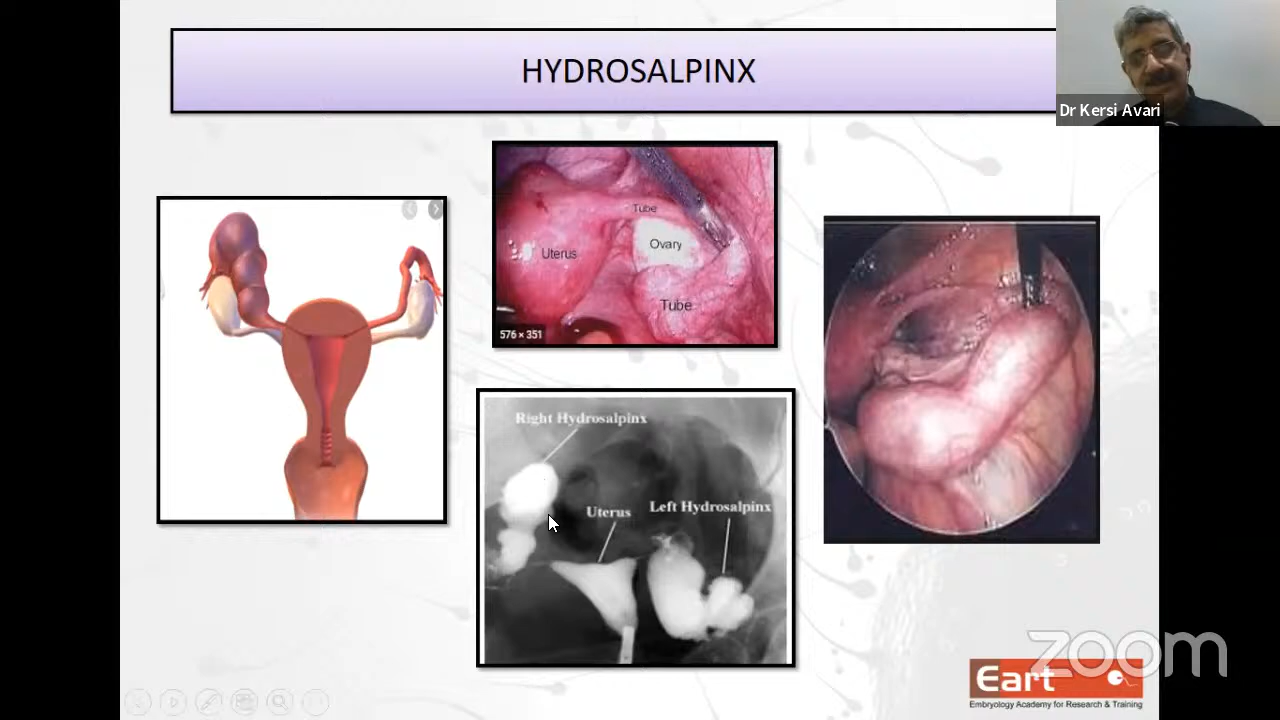 HYDROSALPINX
Dr Kersi Avari
Tube
Ovary
Uterus
Tube
576 × 351
Right Hydrosalpinx
Uterus
Left Hydrosalpinx
zoom
Eart
Embryology Academy for Research & Training